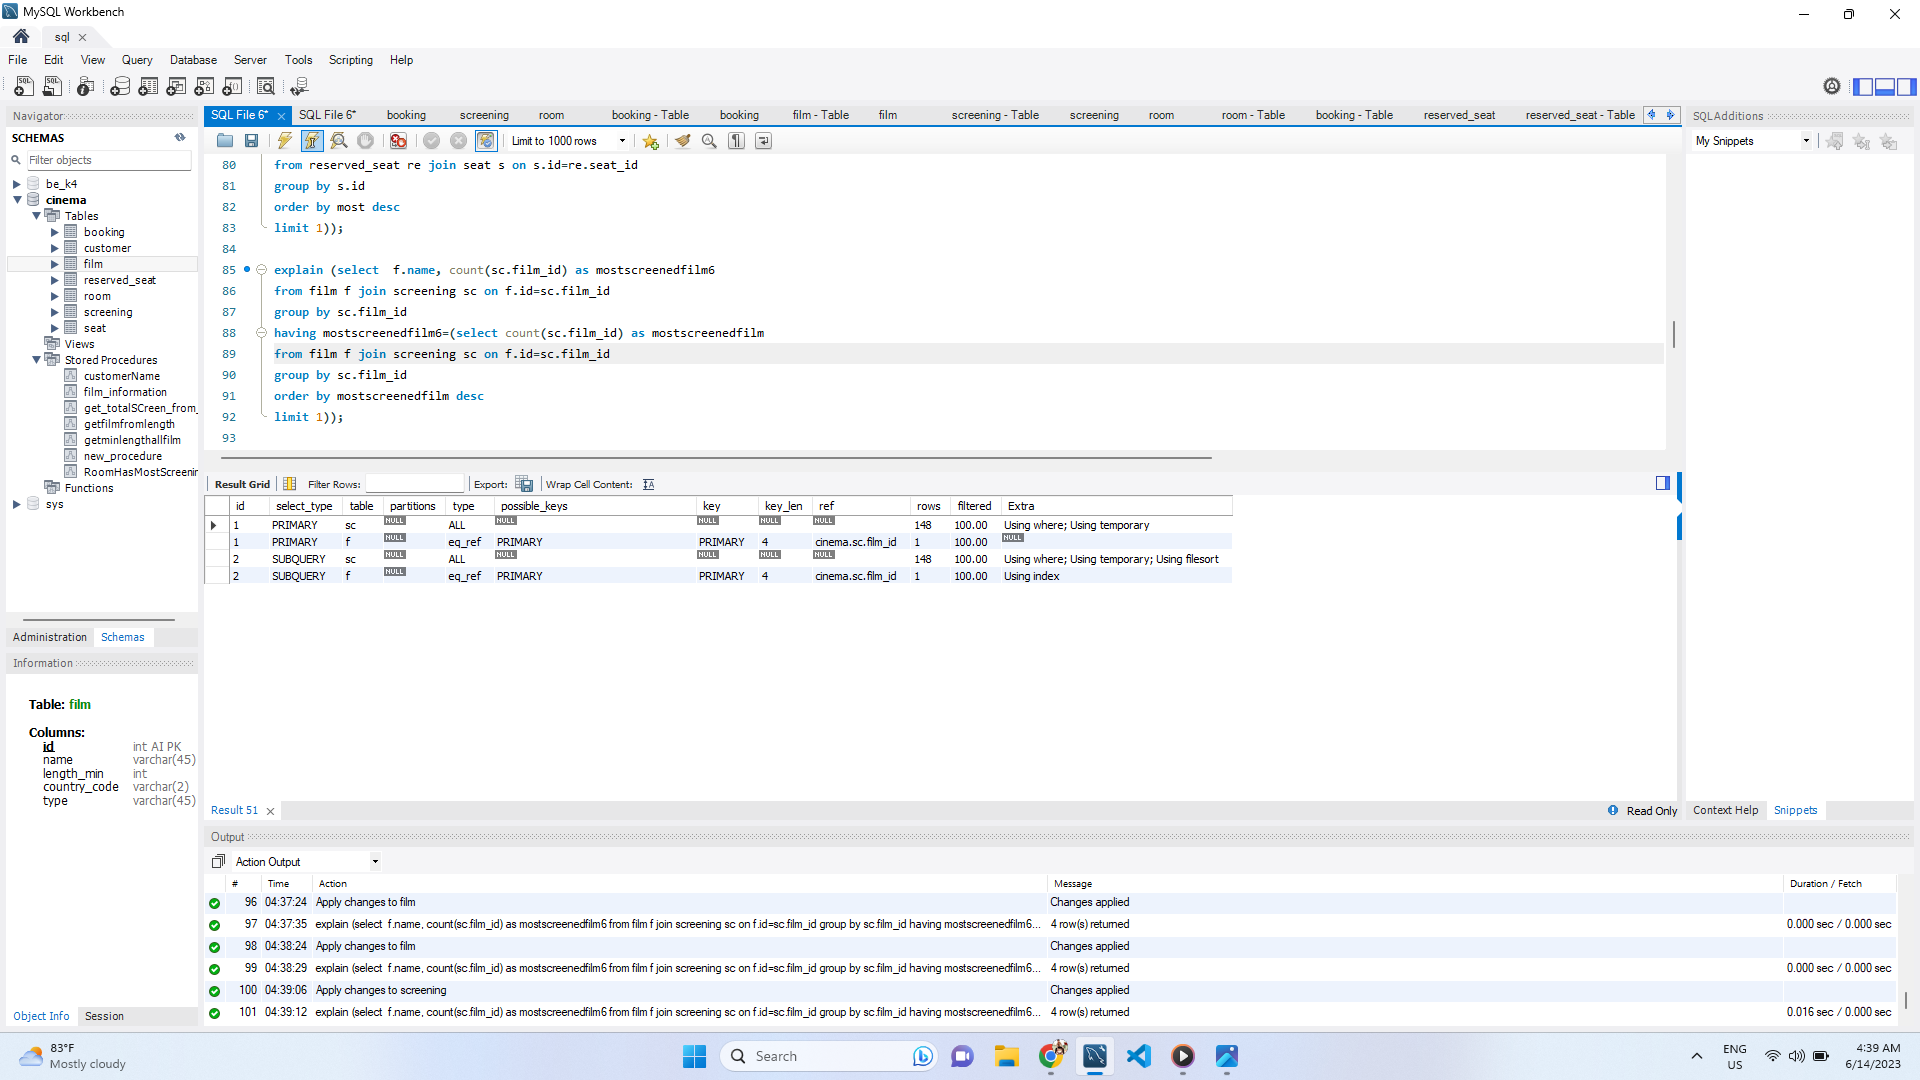 MySQL Workbench
sql
File Edit View Query Database Server Tools Scripting Help
Navigator
SCHEMAS
Filter objects
be_k4
cinema
Tables
booking
customer
film
reserved_seat
room
screening
seat
Views
Stored Procedures
customerName
film_information
get_totalSCreen_from_
getfilmfromlength
getminlengthallfilm
new_procedure
RoomHasMostScreenin
Functions
sys
Administration Schemas
Information
Table: film
Columns:
id int AI PK
name varchar(45)
length_min int
country_code varchar(2)
type varchar(45)
Object Info Session
SQL File 6* SQL File 6* booking screening room booking - Table booking film - Table film screening - Table screening room room - Table booking - Table reserved_seat reserved_seat - Table
Limit to 1000 rows
80 from reserved_seat re join seat s on s.id=re.seat_id
81 group by s.id
82 order by most desc
83 limit 1));
84
85 explain (select  f.name, count(sc.film_id) as mostscreenedfilm6
86 from film f join screening sc on f.id=sc.film_id
87 group by sc.film_id
88 having mostscreenedfilm6=(select count(sc.film_id) as mostscreenedfilm
89 from film f join screening sc on f.id=sc.film_id
90 group by sc.film_id
91 order by mostscreenedfilm desc
92 limit 1));
93
Result Grid Filter Rows: Export: Wrap Cell Content:
id select_type table partitions type possible_keys key key_len ref rows filtered Extra
1 PRIMARY sc NULL ALL NULL NULL NULL NULL 148 100.00 Using where; Using temporary
1 PRIMARY f NULL eq_ref PRIMARY PRIMARY 4 cinema.sc.film_id 1 100.00 NULL
2 SUBQUERY sc NULL ALL NULL NULL NULL NULL 148 100.00 Using where; Using temporary; Using filesort
2 SUBQUERY f NULL eq_ref PRIMARY PRIMARY 4 cinema.sc.film_id 1 100.00 Using index
Result 51
Read Only
SQLAdditions
My Snippets
Context Help Snippets
Output
Action Output
# Time Action Message Duration / Fetch
96 04:37:24 Apply changes to film Changes applied
97 04:37:35 explain (select  f.name, count(sc.film_id) as mostscreenedfilm6 from film f join screening sc on f.id=sc.film_id group by sc.film_id having mostscreenedfilm6... 4 row(s) returned 0.000 sec / 0.000 sec
98 04:38:24 Apply changes to film Changes applied
99 04:38:29 explain (select  f.name, count(sc.film_id) as mostscreenedfilm6 from film f join screening sc on f.id=sc.film_id group by sc.film_id having mostscreenedfilm6... 4 row(s) returned 0.000 sec / 0.000 sec
100 04:39:06 Apply changes to screening Changes applied
101 04:39:12 explain (select  f.name, count(sc.film_id) as mostscreenedfilm6 from film f join screening sc on f.id=sc.film_id group by sc.film_id having mostscreenedfilm6... 4 row(s) returned 0.016 sec / 0.000 sec
83°F
Mostly cloudy
Search
ENG
US
4:39 AM
6/14/2023